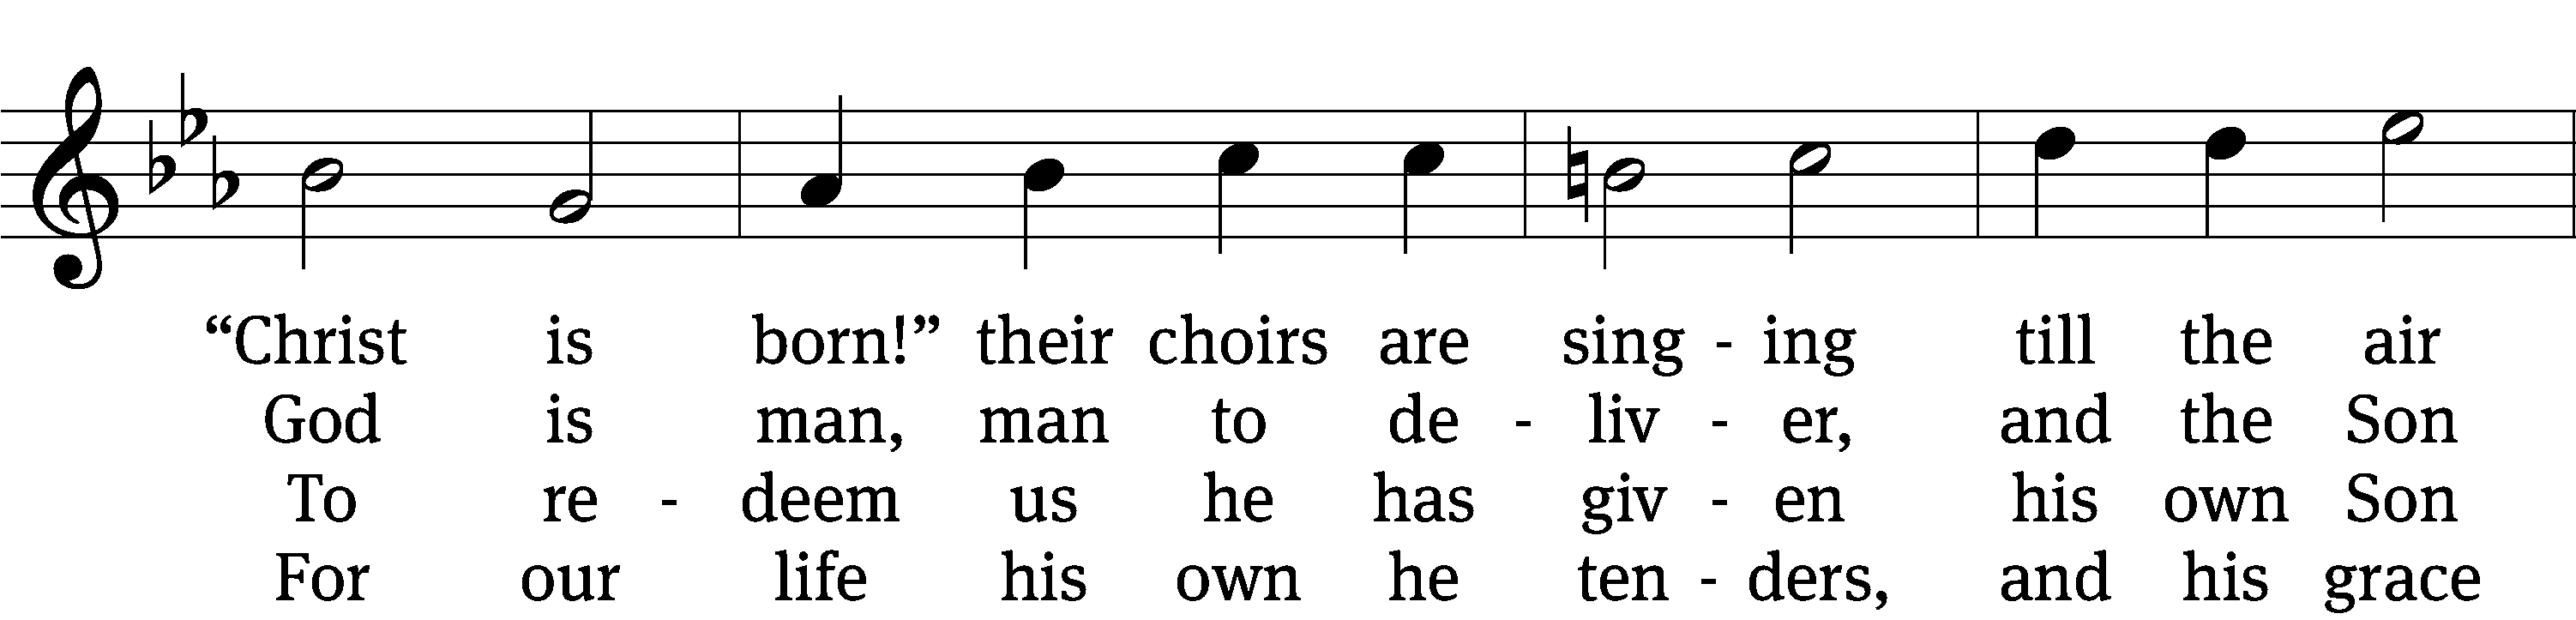 “Christ is born!” their choirs are sing - ing till the air
God is man, man to de - liv - er, and the Son
To re - deem us he has giv - en his own Son
For our life his own he ten - ders, and his grace